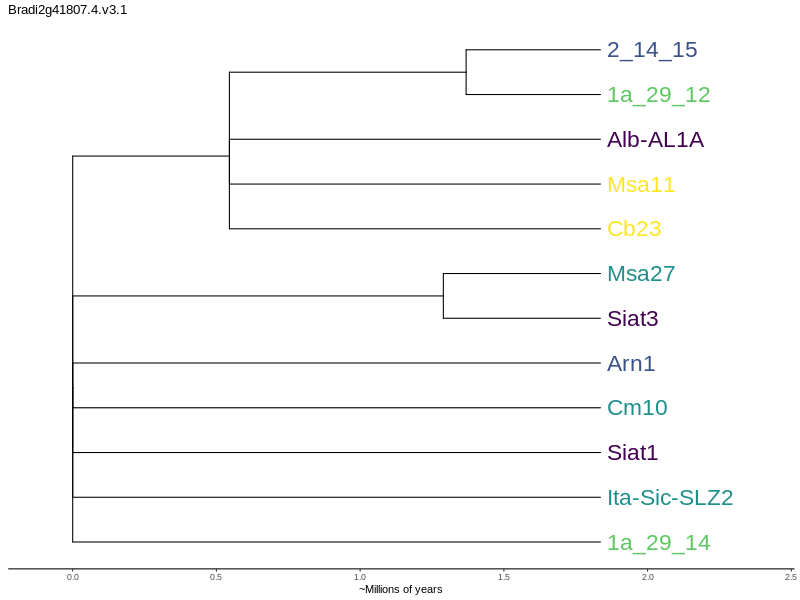 Bradi2g41807.4.v3.1
2_14_15
1a_29_12
Alb-AL1A
Msa11
Cb23
Msa27
Siat3
Arn1
Cm10
Siat1
Ita-Sic-SLZ2
1a_29_14
0.0 0.5 1.0 1.5 2.0 2.5
~Millions of years